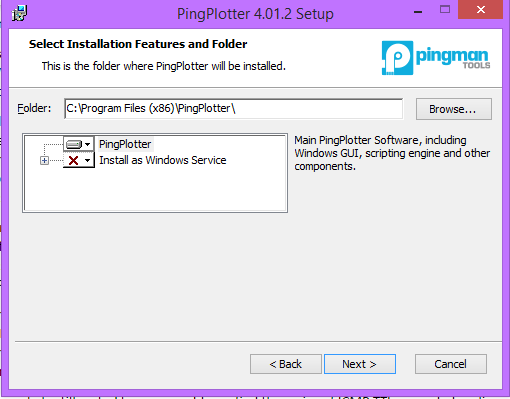 PingPlotter 4.01.2 Setup
Select Installation Features and Folder
This is the folder where PingPlotter will be installed.
pingman
TOOLS
Folder: C:\Program Files (x86)\PingPlotter\ Browse...
PingPlotter
Install as Windows Service
Main PingPlotter Software, including
Windows GUI, scripting engine and other
components.
< Back Next > Cancel